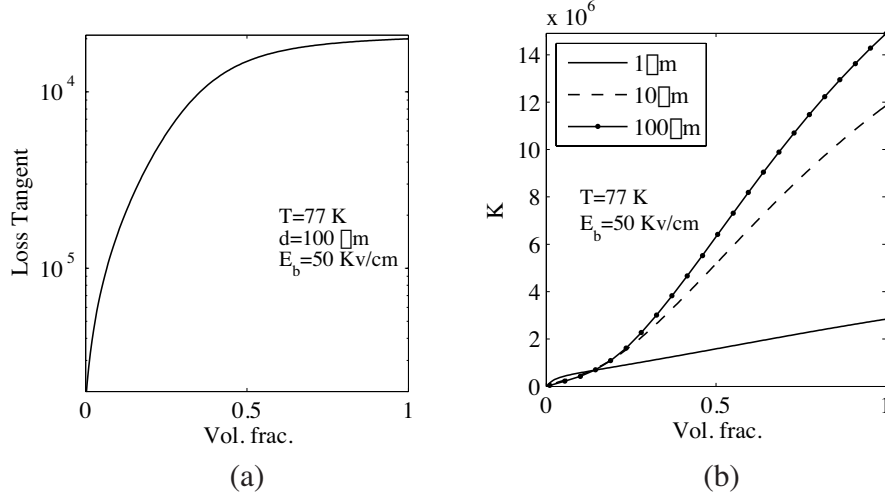 Loss Tangent
10^4
10^5
T=77 K
d=100 □m
E_b=50 Kv/cm
0
0.5
1
Vol. frac.
(a)
x 10^6
K
14
12
10
8
6
4
2
0
1□m
10□m
100□m
T=77 K
E_b=50 Kv/cm
0
0.5
1
Vol. frac.
(b)